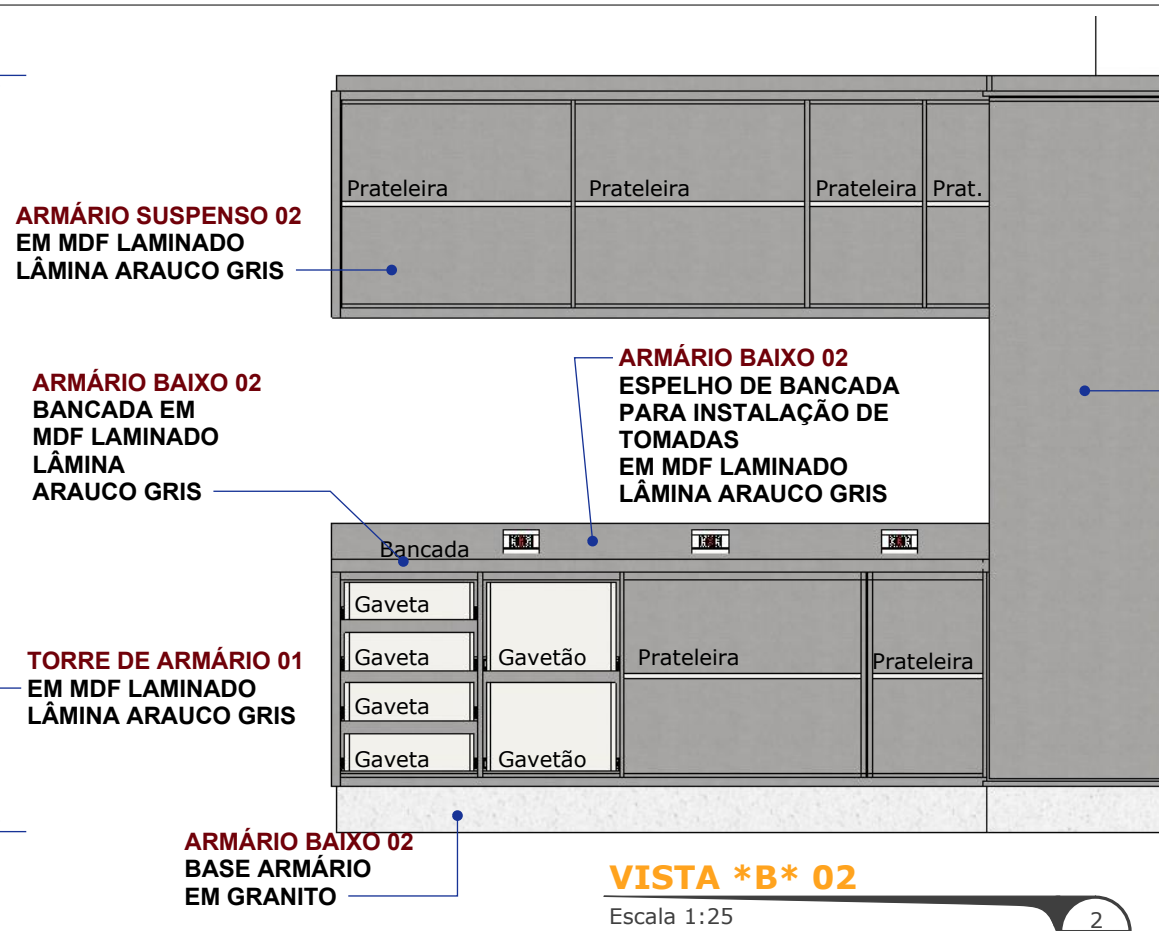 Prateleira Prateleira Prateleira Prat.
ARMÁRIO SUSPENSO 02
EM MDF LAMINADO
LÂMINA ARAUCO GRIS
ARMÁRIO BAIXO 02
BANCADA EM
MDF LAMINADO
LÂMINA
ARAUCO GRIS
ARMÁRIO BAIXO 02
ESPELHO DE BANCADA
PARA INSTALAÇÃO DE
TOMADAS
EM MDF LAMINADO
LÂMINA ARAUCO GRIS
Bancada
Gaveta
Gaveta Gavetão Prateleira Prateleira
Gaveta
Gaveta Gavetão
TORRE DE ARMÁRIO 01
EM MDF LAMINADO
LÂMINA ARAUCO GRIS
ARMÁRIO BAIXO 02
BASE ARMÁRIO
EM GRANITO
VISTA *B* 02
Escala 1:25
2